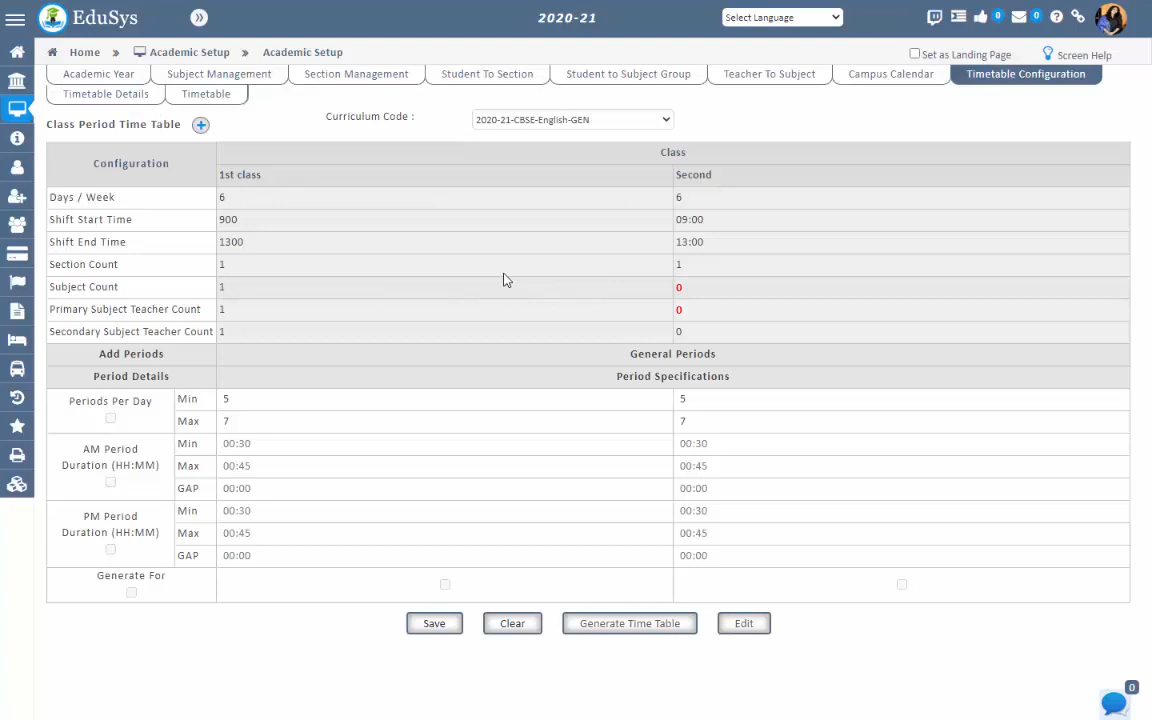 EduSys
2020-21
Select Language
0
0
Home » Academic Setup » Academic Setup
Set as Landing Page
Screen Help
Academic Year
Subject Management
Section Management
Student To Section
Student to Subject Group
Teacher To Subject
Campus Calendar
Timetable Configuration
Timetable Details
Timetable
Class Period Time Table
Curriculum Code :
2020-21-CBSE-English-GEN
Configuration
Class
1st class
Second
Days / Week 6 6
Shift Start Time 900 09:00
Shift End Time 1300 13:00
Section Count 1 1
Subject Count 1 0
Primary Subject Teacher Count 1 0
Secondary Subject Teacher Count 1 0
Add Periods General Periods
Period Details Period Specifications
Periods Per Day
Min 5 5
Max 7 7
AM Period
Duration (HH:MM)
Min 00:30 00:30
Max 00:45 00:45
GAP 00:00 00:00
PM Period
Duration (HH:MM)
Min 00:30 00:30
Max 00:45 00:45
GAP 00:00 00:00
Generate For
Save
Clear
Generate Time Table
Edit
0